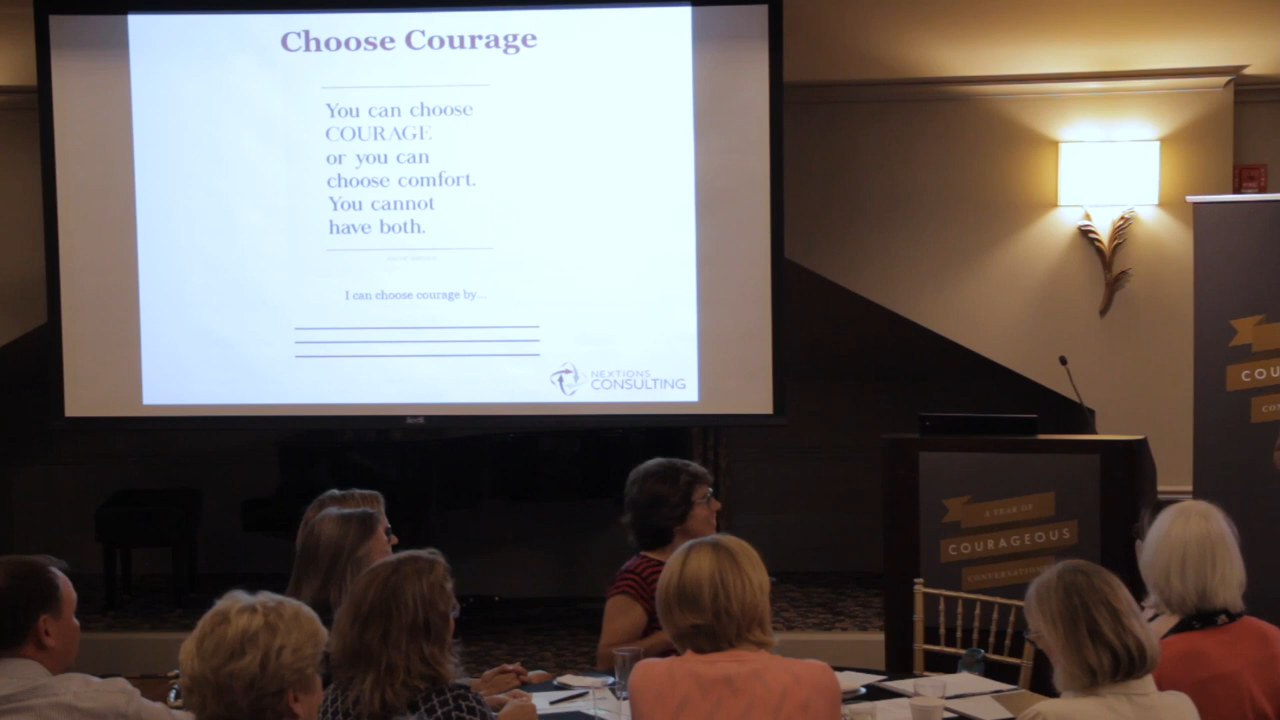 Choose Courage
You can choose
COURAGE
or you can
choose comfort.
You cannot
have both.
I can choose courage by...
NEXTIONS
CONSULTING
A YEAR OF
COURAGEOUS
CONVERSATIONS
COU